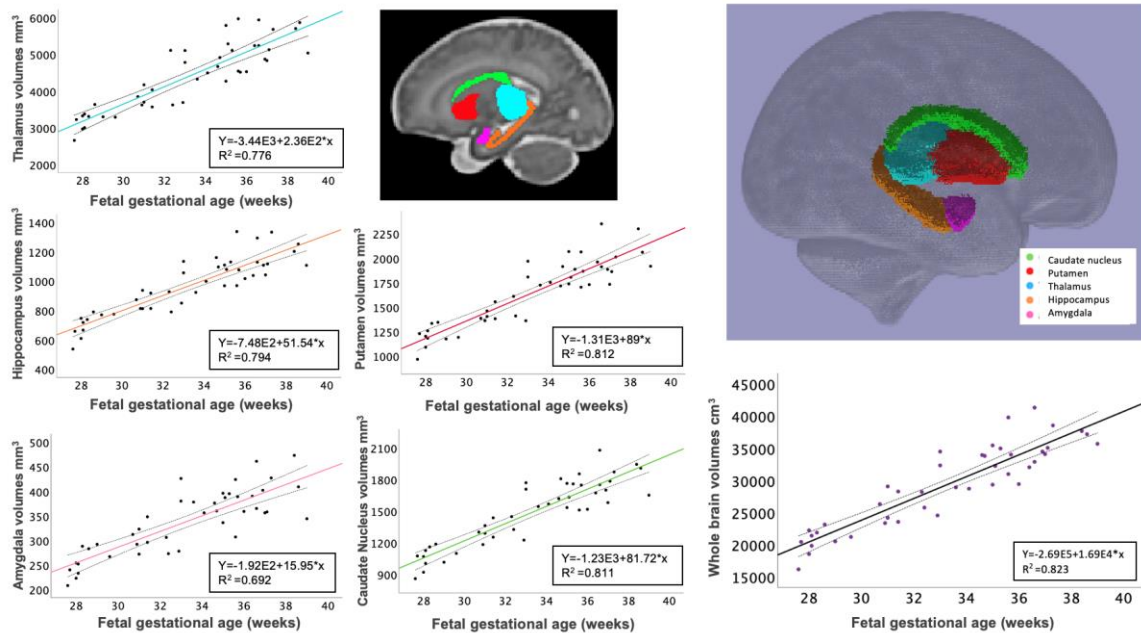 Thalamus volumes mm³
6000
5000
4000
3000
2000
Y=-3.44E3+2.36E2*x
R² =0.776
28 30 32 34 36 38 40
Fetal gestational age (weeks)
Caudate nucleus
Putamen
Thalamus
Hippocampus
Amygdala
Hippocampus volumes mm³
1400
1200
1000
800
600
400
Y=-7.48E2+51.54*x
R² =0.794
28 30 32 34 36 38 40
Fetal gestational age (weeks)
Putamen volumes mm³
2250
2000
1750
1500
1250
1000
Y=-1.31E3+89*x
R² =0.812
28 30 32 34 36 38 40
Fetal gestational age (weeks)
Amygdala volumes mm³
500
450
400
350
300
250
200
Y=-1.92E2+15.95*x
R² =0.692
28 30 32 34 36 38 40
Fetal gestational age (weeks)
Caudate Nucleus volumes mm³
2100
1800
1500
1200
900
Y=-1.23E3+81.72*x
R² =0.811
28 30 32 34 36 38 40
Fetal gestational age (weeks)
Whole brain volumes cm³
45000
40000
35000
30000
25000
20000
15000
Y=-2.69E5+1.69E4*x
R² =0.823
28 30 32 34 36 38 40
Fetal gestational age (weeks)